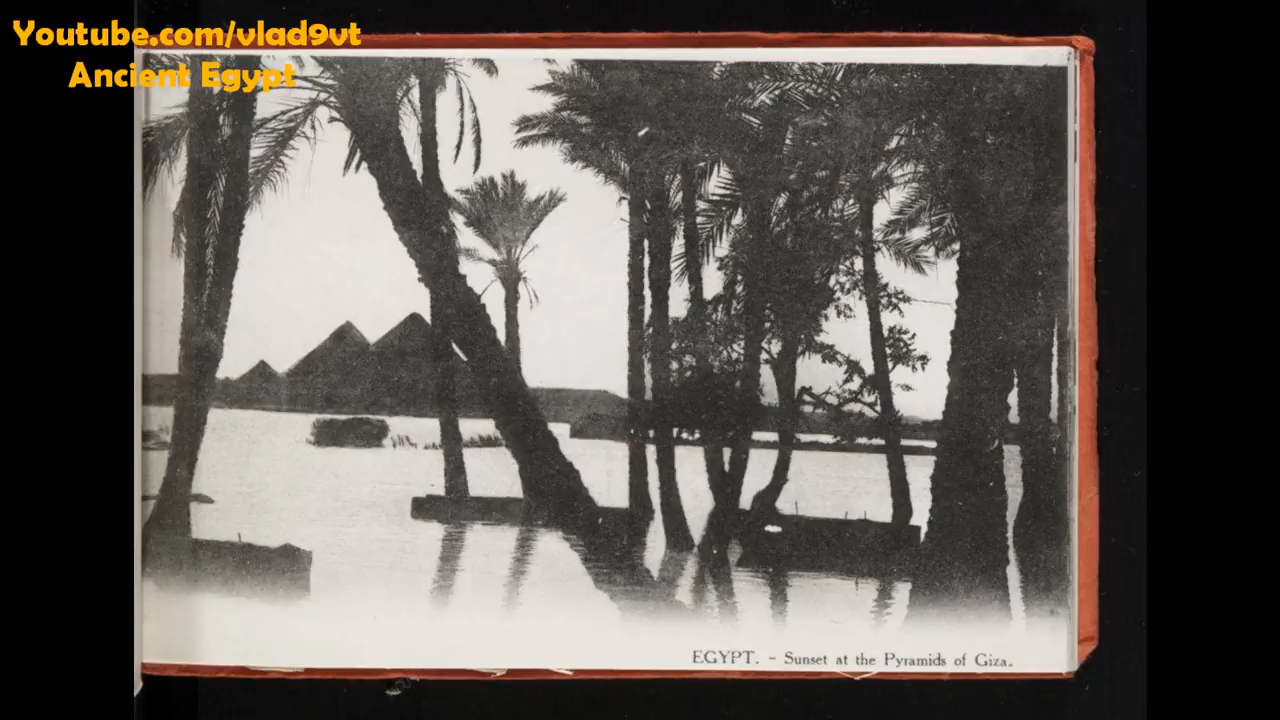 Youtube.com/vlad9vt
Ancient Egypt
EGYPT. - Sunset at the Pyramids of Giza.